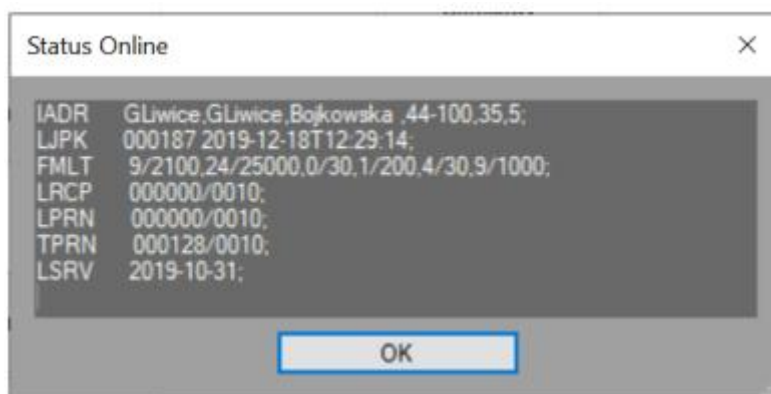 Status Online
IADR GLiwice,GLiwice,Bojkowska ,44-100,35,5;
LJPK 000187 2019-12-18T12:29:14;
FMLT 9/2100,24/25000,0/30,1/200,4/30,9/1000;
LRCP 000000/0010;
LPRN 000000/0010;
TPRN 000128/0010;
LSRV 2019-10-31;
OK